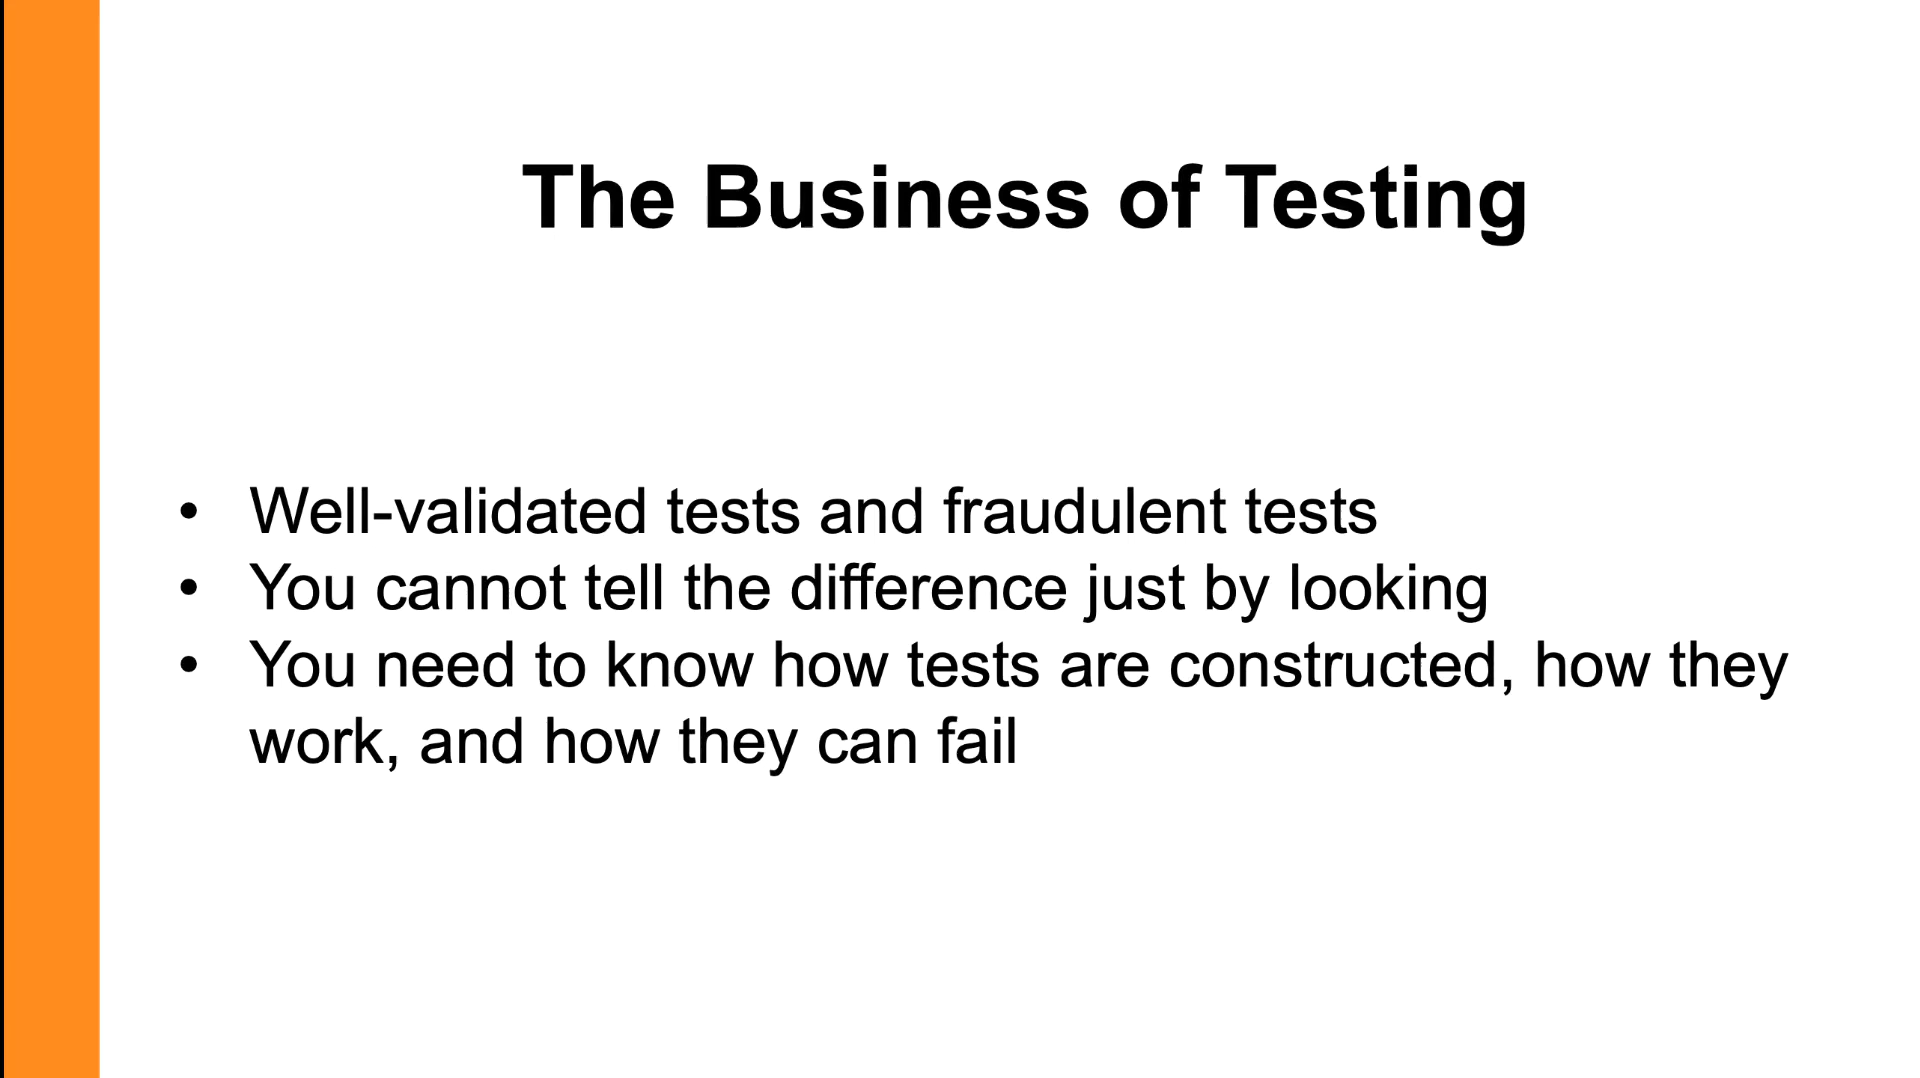 The Business of Testing
• Well-validated tests and fraudulent tests
• You cannot tell the difference just by looking
• You need to know how tests are constructed, how they
work, and how they can fail